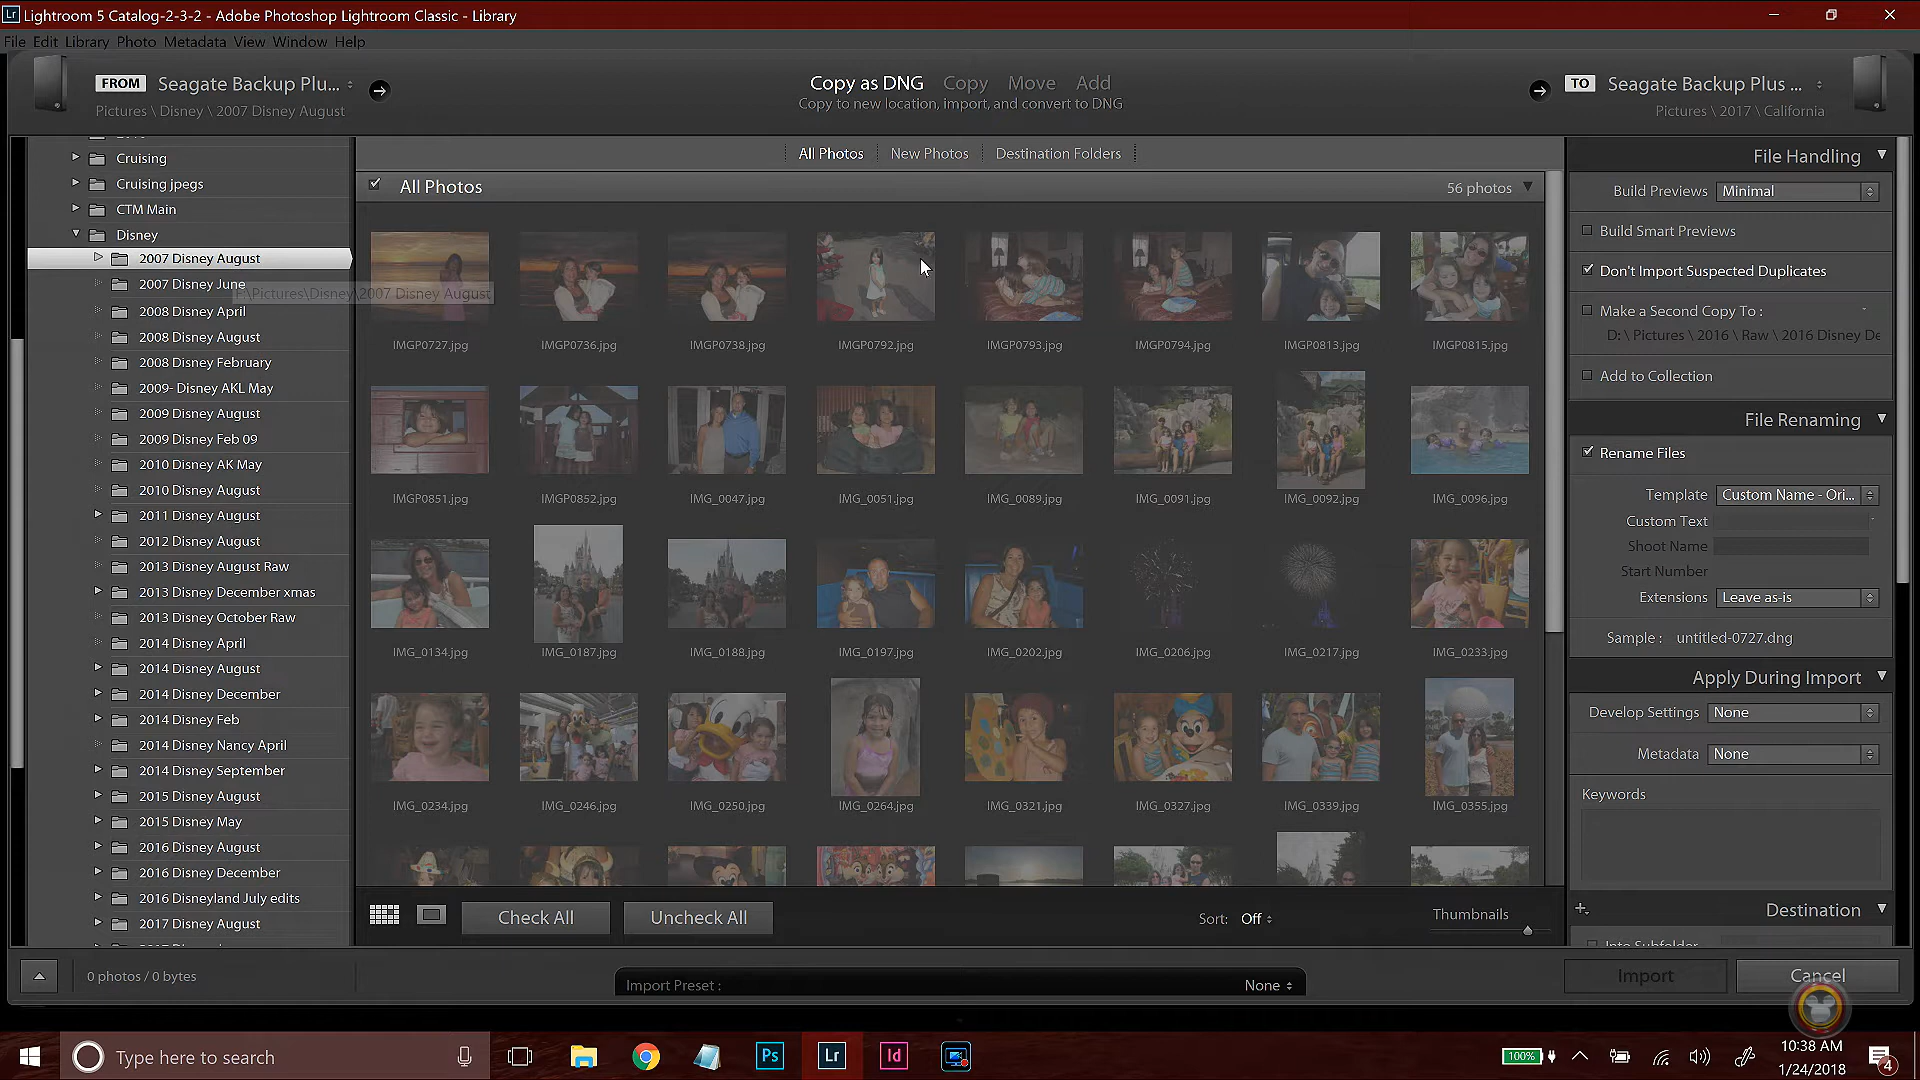 Lightroom 5 Catalog-2-3-2 - Adobe Photoshop Lightroom Classic - Library
File Edit Library Photo Metadata View Window Help
FROM Seagate Backup Plu...
Pictures \ Disney \ 2007 Disney August
Copy as DNG Copy Move Add
Copy to new location, import, and convert to DNG
TO Seagate Backup Plus ...
Pictures \ 2017 \ California
Cruising
Cruising jpegs
CTM Main
Disney
2007 Disney August
2007 Disney June
\Pictures\Disney\2007 Disney August
2008 Disney April
2008 Disney August
2008 Disney February
2009- Disney AKL May
2009 Disney August
2009 Disney Feb 09
2010 Disney AK May
2010 Disney August
2011 Disney August
2012 Disney August
2013 Disney August Raw
2013 Disney December xmas
2013 Disney October Raw
2014 Disney April
2014 Disney August
2014 Disney December
2014 Disney Feb
2014 Disney Nancy April
2014 Disney September
2015 Disney August
2015 Disney May
2016 Disney August
2016 Disney December
2016 Disneyland July edits
2017 Disney August
All Photos New Photos Destination Folders
All Photos 56 photos
IMGP0727.jpg IMGP0736.jpg IMGP0738.jpg IMGP0792.jpg IMGP0793.jpg IMGP0794.jpg IMGP0813.jpg IMGP0815.jpg
IMGP0851.jpg IMGP0852.jpg IMG_0047.jpg IMG_0051.jpg IMG_0089.jpg IMG_0091.jpg IMG_0092.jpg IMG_0096.jpg
IMG_0134.jpg IMG_0187.jpg IMG_0188.jpg IMG_0197.jpg IMG_0202.jpg IMG_0206.jpg IMG_0217.jpg IMG_0233.jpg
IMG_0234.jpg IMG_0246.jpg IMG_0250.jpg IMG_0264.jpg IMG_0321.jpg IMG_0327.jpg IMG_0339.jpg IMG_0355.jpg
Check All Uncheck All Sort: Off Thumbnails
File Handling
Build Previews Minimal
Build Smart Previews
Don't Import Suspected Duplicates
Make a Second Copy To :
D: \ Pictures \ 2016 \ Raw \ 2016 Disney De
Add to Collection
File Renaming
Rename Files
Template Custom Name - Ori...
Custom Text
Shoot Name
Start Number
Extensions Leave as-is
Sample : untitled-0727.dng
Apply During Import
Develop Settings None
Metadata None
Keywords
Destination
Into Subfolder
0 photos / 0 bytes
Import Preset : None
Import Cancel
Type here to search
Ps Lr Id
100%
10:38 AM
1/24/2018
4